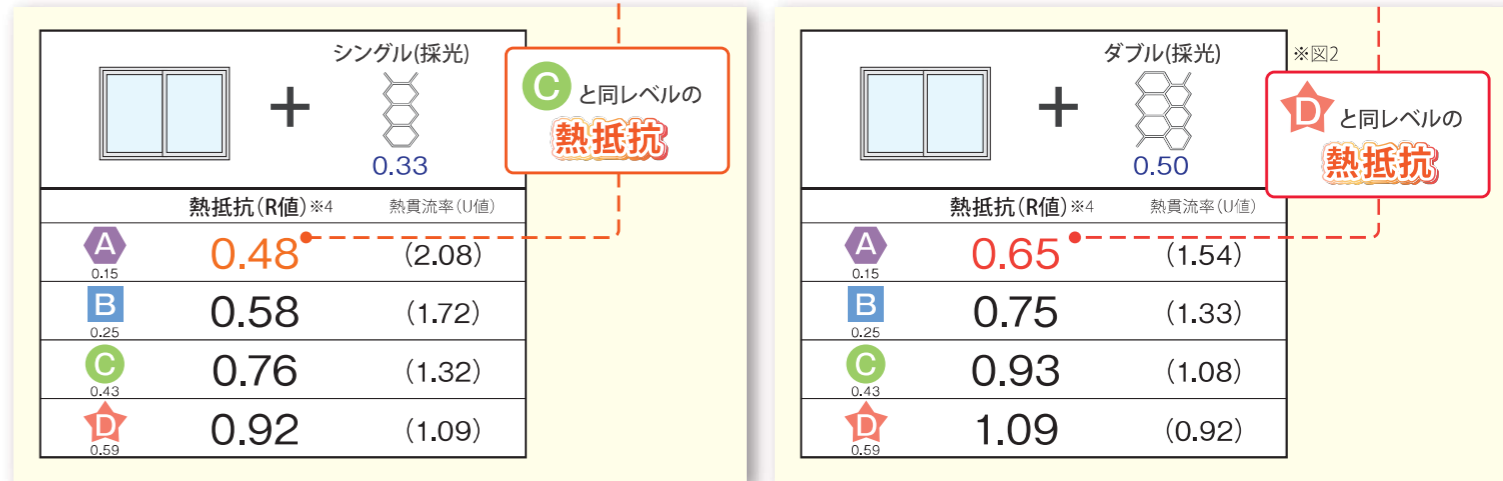 シングル(採光)
+
0.33
C と同レベルの
熱抵抗
熱抵抗(R値)※4 熱貫流率(U値)
A 0.15 0.48 (2.08)
B 0.25 0.58 (1.72)
C 0.43 0.76 (1.32)
D 0.59 0.92 (1.09)
ダブル(採光)
+
0.50
※図2
D と同レベルの
熱抵抗
熱抵抗(R値)※4 熱貫流率(U値)
A 0.15 0.65 (1.54)
B 0.25 0.75 (1.33)
C 0.43 0.93 (1.08)
D 0.59 1.09 (0.92)